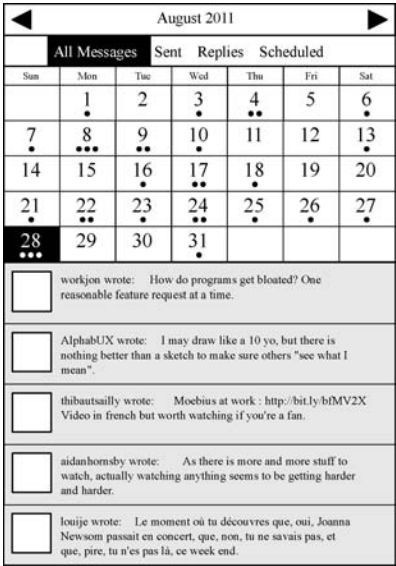 August 2011
All Messages Sent Replies Scheduled
Sun Mon Tue Wed Thu Fri Sat
1 2 3 4 5 6
7 8 9 10 11 12 13
14 15 16 17 18 19 20
21 22 23 24 25 26 27
28 29 30 31
workjon wrote: How do programs get bloated? One
reasonable feature request at a time.
AlphabUX wrote: I may draw like a 10 yo, but there is
nothing better than a sketch to make sure others "see what I
mean".
thibautsailly wrote: Moebius at work : http://bit.ly/bfMV2X
Video in french but worth watching if you're a fan.
aidanhornsby wrote: As there is more and more stuff to
watch, actually watching anything seems to be getting harder
and harder.
louije wrote: Le moment où tu découvres que, oui, Joanna
Newsom passait en concert, que, non, tu ne savais pas, et
que, pire, tu n'es pas là, ce week end.